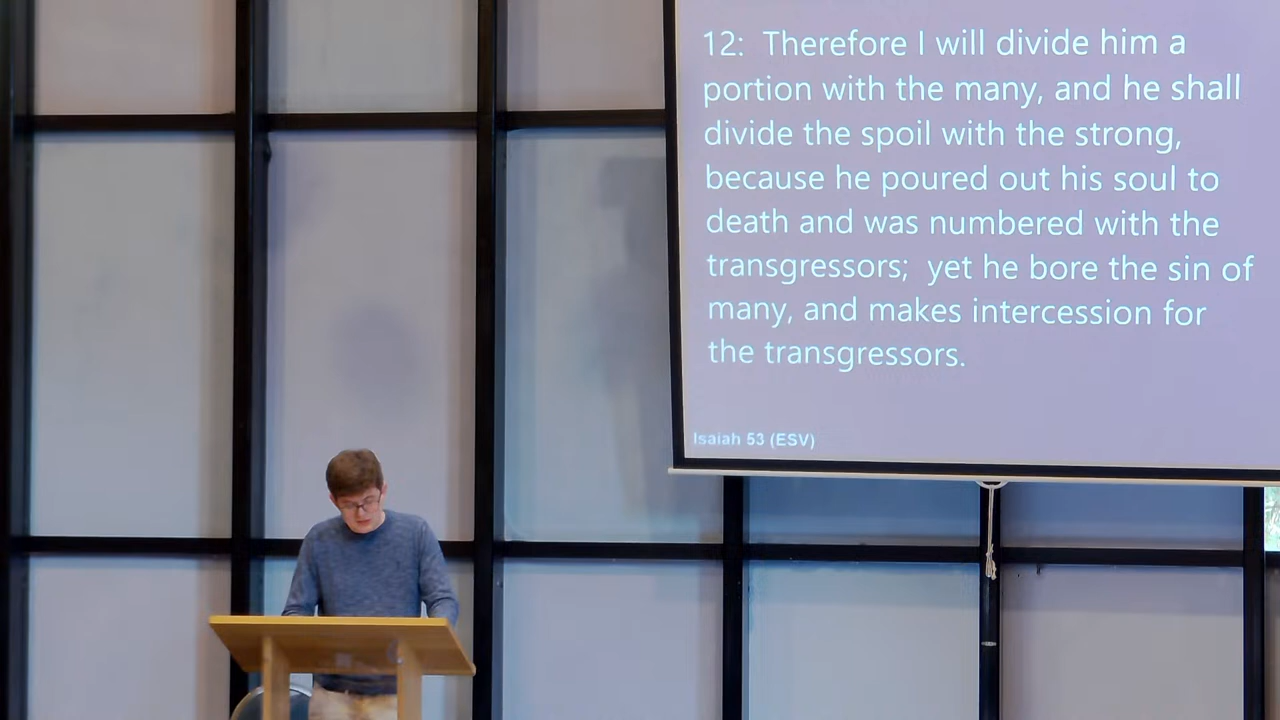 12:  Therefore I will divide him a
portion with the many, and he shall
divide the spoil with the strong,
because he poured out his soul to
death and was numbered with the
transgressors;  yet he bore the sin of
many, and makes intercession for
the transgressors.
Isaiah 53 (ESV)